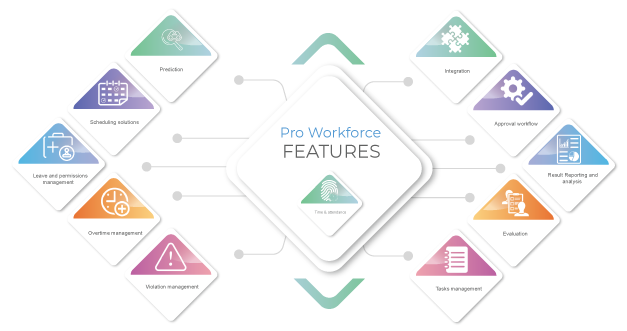 Prediction
Scheduling solutions
Leave and permissions
management
Overtime management
Violation management
Pro Workforce
FEATURES
Time & attendance
Integration
Approval workflow
Result Reporting and
analysis
Evaluation
Tasks management